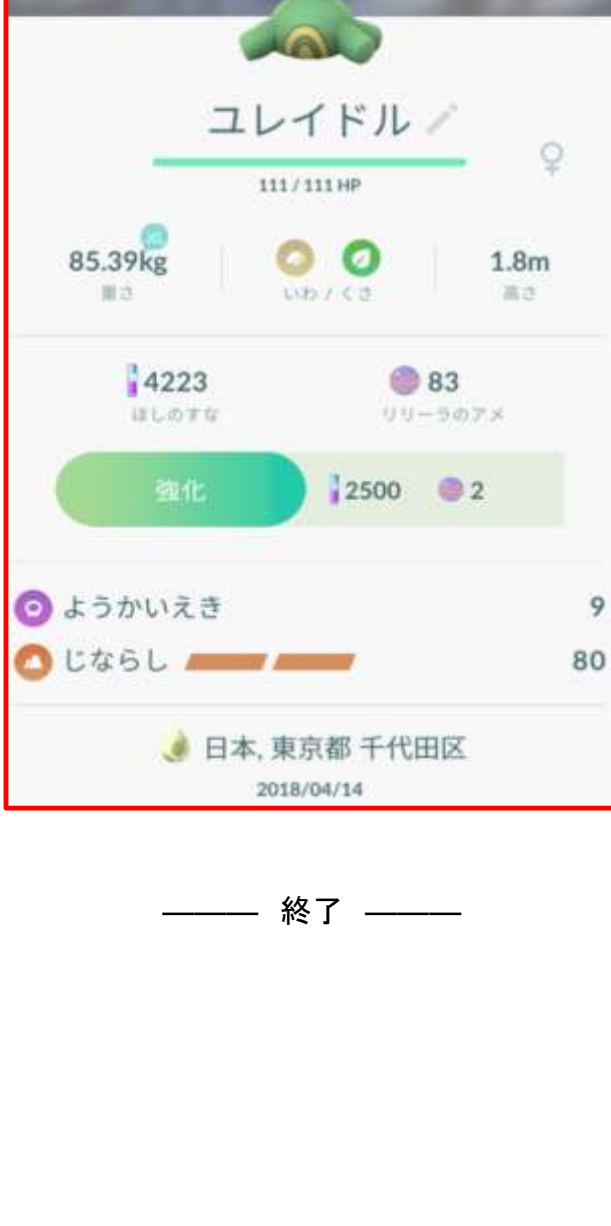 ユレイドル
♀
111 / 111 HP
XL
85.39kg
1.8m
重さ
いわ / くさ
高さ
4223
83
ほしのすな
リリーラのアメ
強化
2500
2
ようかいえき
9
じならし
80
日本, 東京都 千代田区
2018/04/14
——— 終了 ———